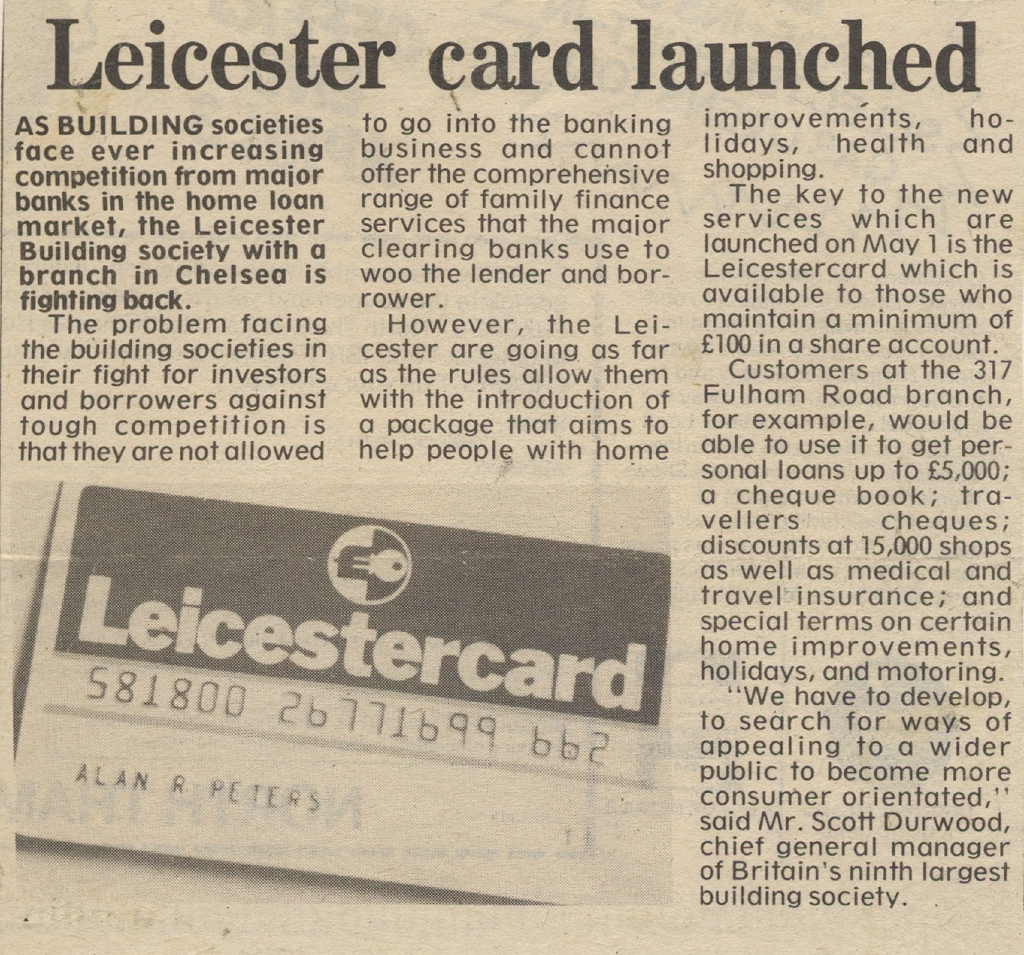 Leicester card launched
AS BUILDING societies
face ever increasing
competition from major
banks in the home loan
market, the Leicester
Building society with a
branch in Chelsea is
fighting back.
The problem facing
the building societies in
their fight for investors
and borrowers against
tough competition is
that they are not allowed
to go into the banking
business and cannot
offer the comprehensive
range of family finance
services that the major
clearing banks use to
woo the lender and bor-
rower.
However, the Lei-
cester are going as far
as the rules allow them
with the introduction of
a package that aims to
help people with home
improvements, ho-
lidays, health and
shopping.
The key to the new
services which are
launched on May 1 is the
Leicestercard which is
available to those who
maintain a minimum of
£100 in a share account.
Customers at the 317
Fulham Road branch,
for example, would be
able to use it to get per-
sonal loans up to £5,000;
a cheque book; tra-
vellers cheques;
discounts at 15,000 shops
as well as medical and
travel insurance; and
special terms on certain
home improvements,
holidays, and motoring.
"We have to develop,
to search for ways of
appealing to a wider
public to become more
consumer orientated,"
said Mr. Scott Durwood,
chief general manager
of Britain's ninth largest
building society.
Leicestercard
581800 26771699 662
ALAN R PETERS